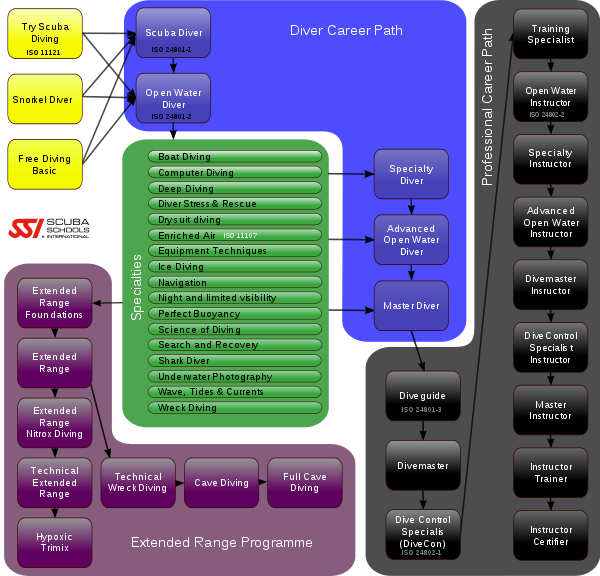 Try Scuba
Diving
ISO 11121
Snorkel Diver
Free Diving
Basic
SSI SCUBA
SCHOOLS
INTERNATIONAL
Diver Career Path
Scuba Diver
ISO 24801-1
Open Water
Diver
ISO 24801-2
Specialties
Boat Diving
Computer Diving
Deep Diving
Diver Stress & Rescue
Drysuit diving
Enriched Air ISO 11107
Equipment Techniques
Ice Diving
Navigation
Night and limited visibility
Perfect Buoyancy
Science of Diving
Search and Recovery
Shark Diver
Underwater Photography
Wave, Tides & Currents
Wreck Diving
Specialty
Diver
Advanced
Open Water
Diver
Master Diver
Extended
Range
Foundations
Extended
Range
Extended
Range
Nitrox Diving
Technical
Extended
Range
Hypoxic
Trimix
Technical
Wreck Diving
Cave Diving
Full Cave
Diving
Extended Range Programme
Professional Career Path
Diveguide
ISO 24801-3
Divemaster
Dive Control
Specialis
(DiveCon)
ISO 24802-1
Training
Specialist
Open Water
Instructor
ISO 24802-2
Specialty
Instructor
Advanced
Open Water
Instructor
Divemaster
Insructor
DiveControl
Specialist
Instructor
Master
Instructor
Instructor
Trainer
Instructor
Certifier